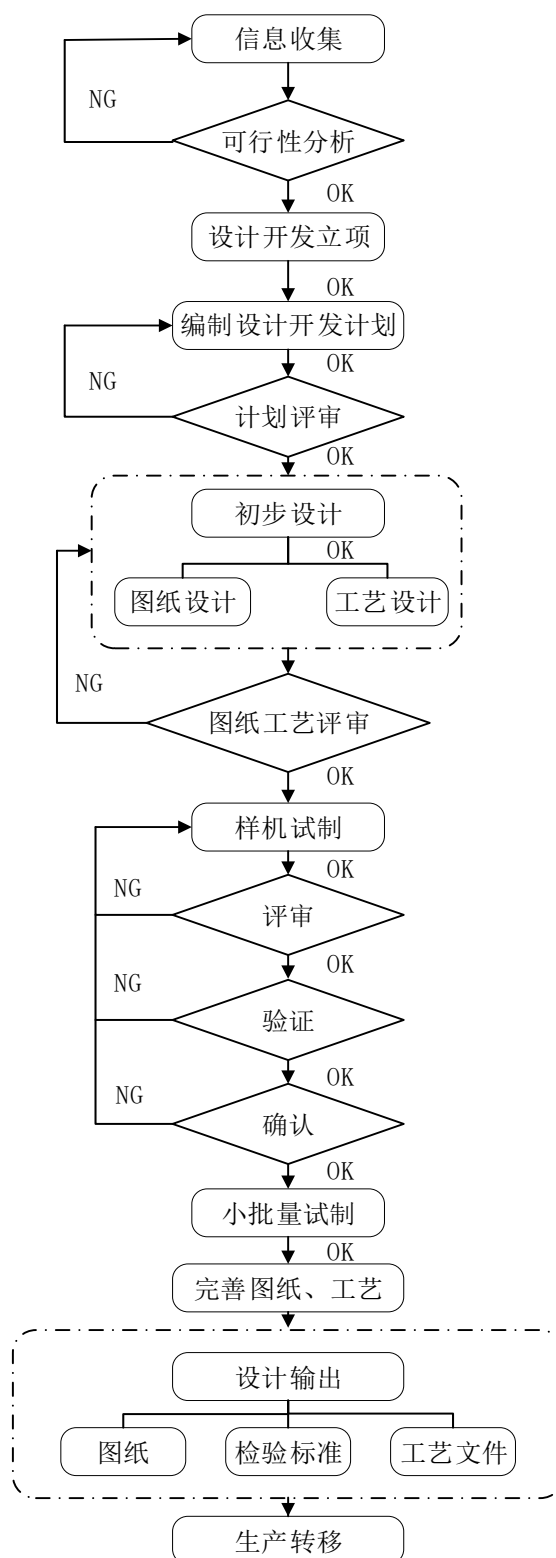 信息收集
NG
可行性分析
OK
设计开发立项
OK
编制设计开发计划
NG
OK
计划评审
OK
初步设计
OK
图纸设计
工艺设计
NG
图纸工艺评审
OK
样机试制
OK
NG
评审
OK
NG
验证
OK
NG
确认
OK
小批量试制
OK
完善图纸、工艺
设计输出
图纸
检验标准
工艺文件
生产转移